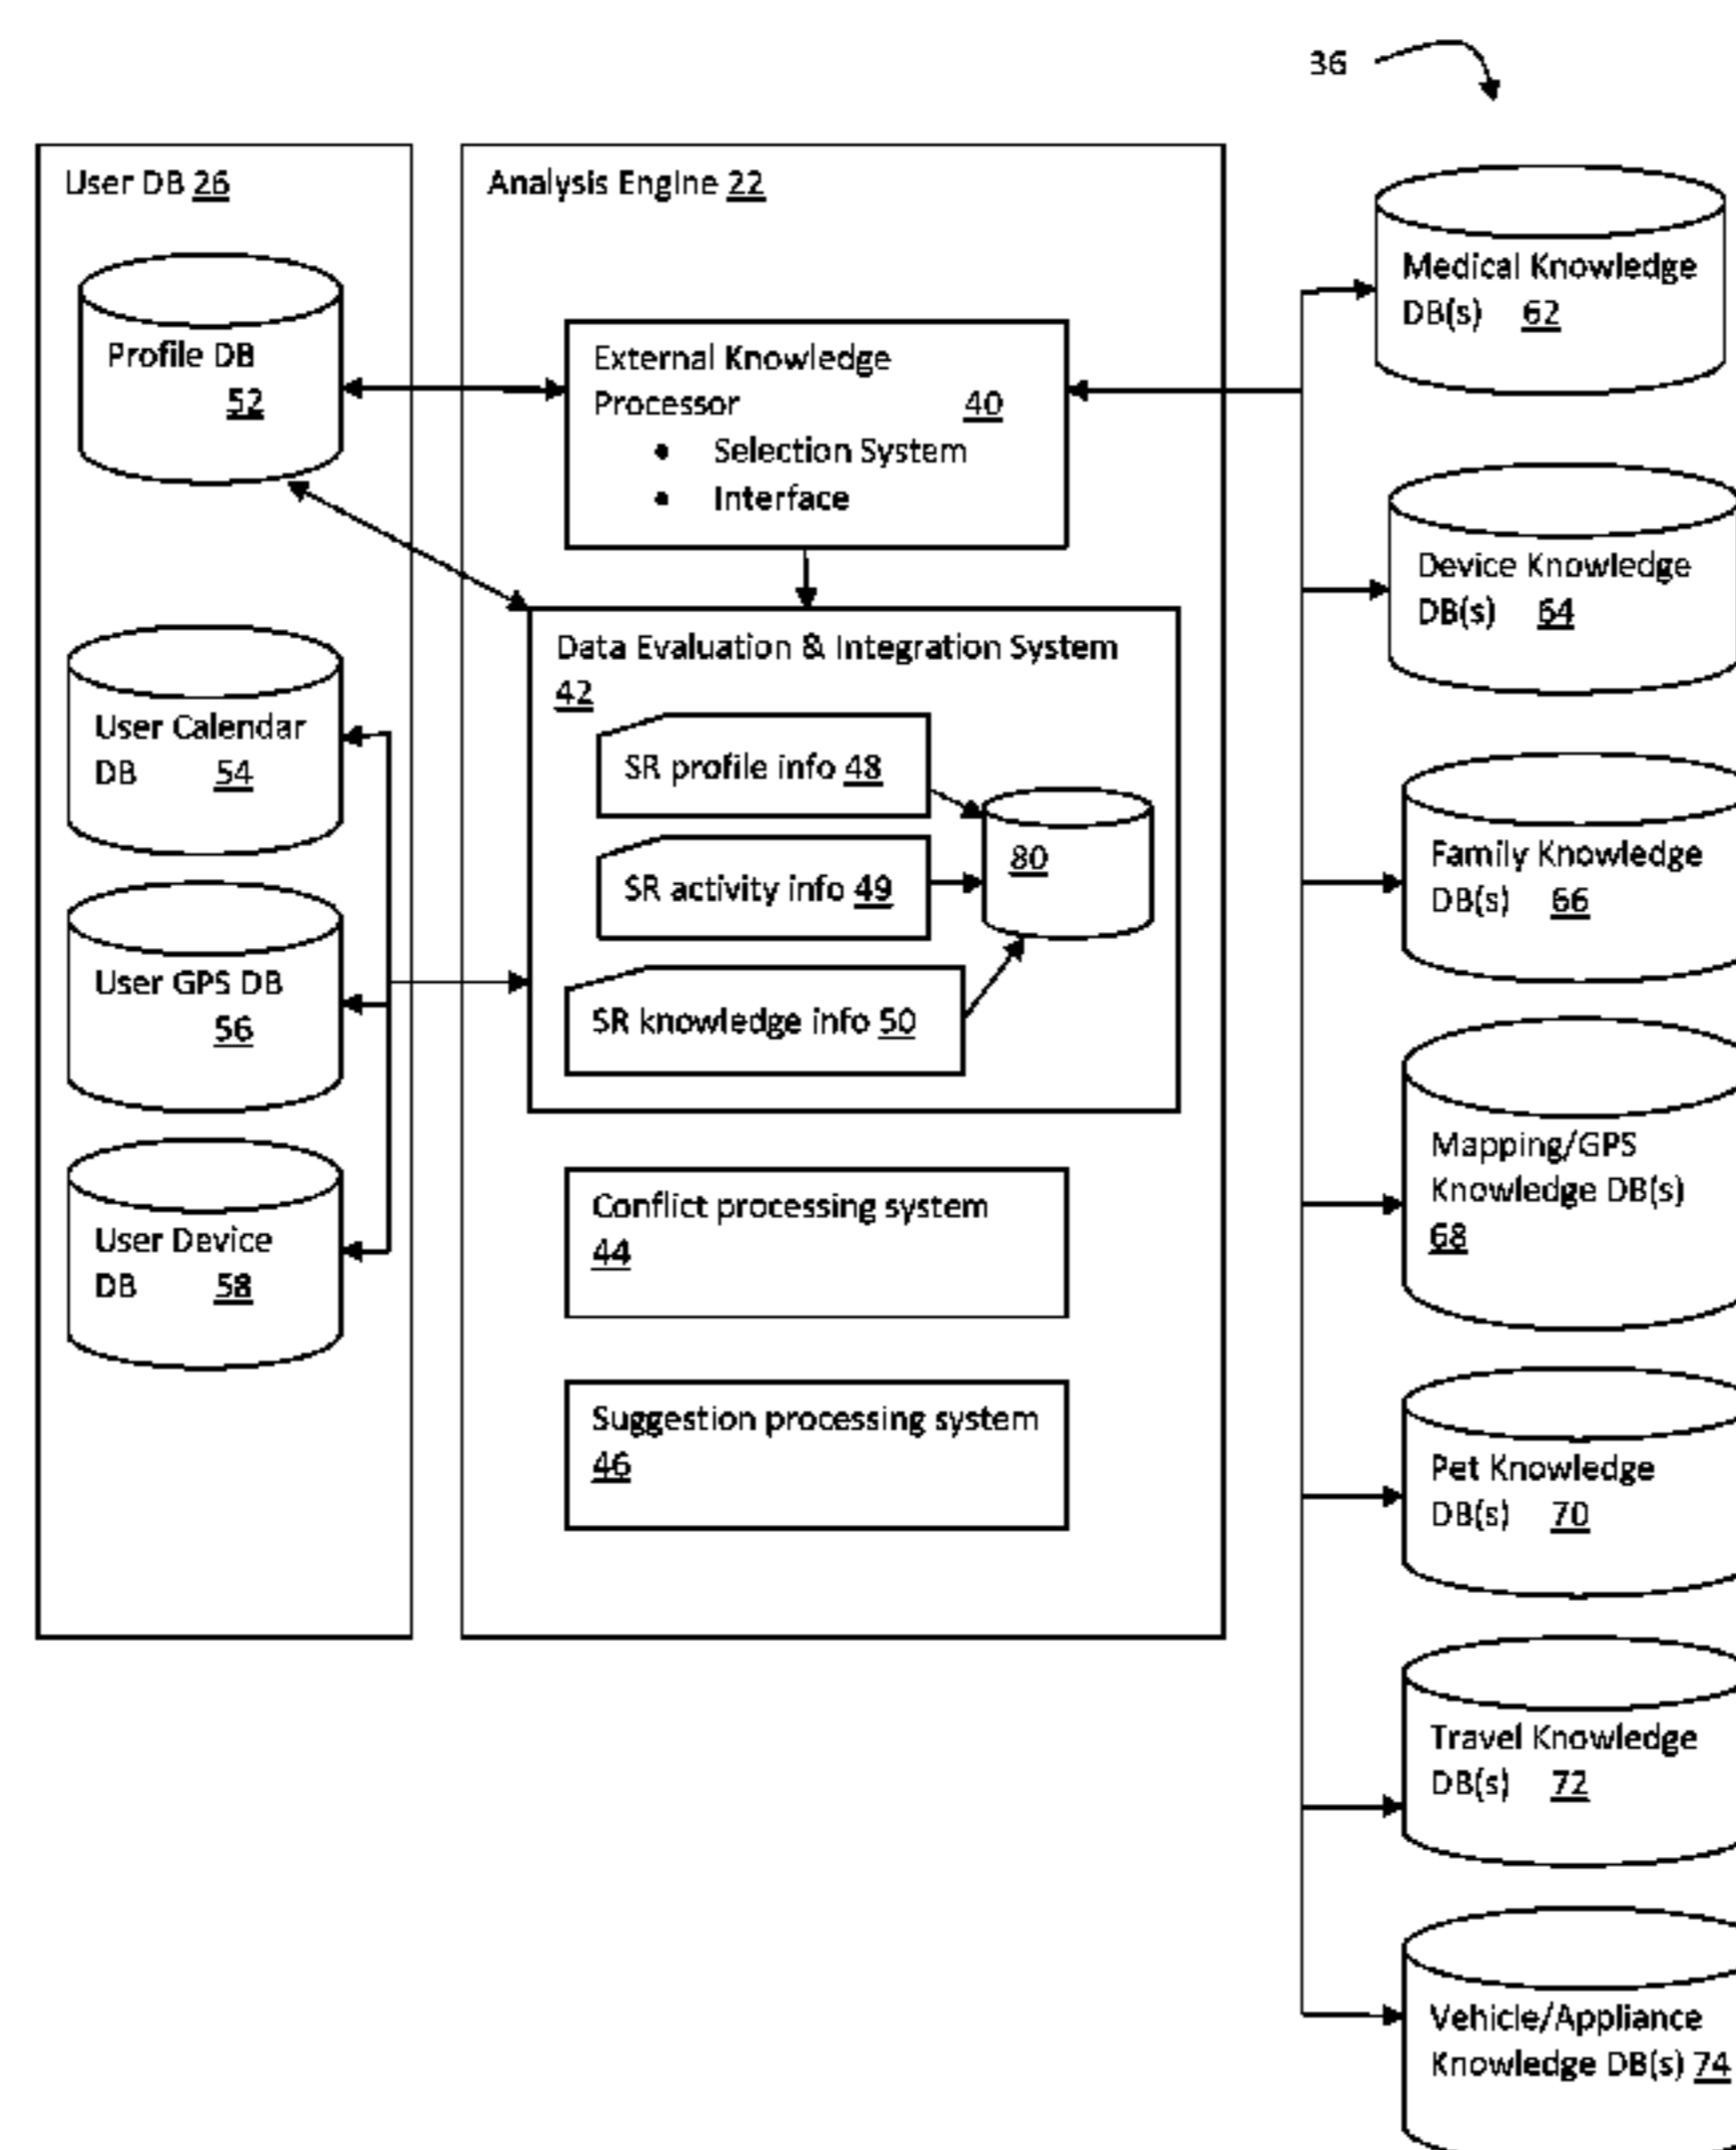 36
User DB 26
Profile DB
52
User Calendar
DB 54
User GPS DB
56
User Device
DB 58
Analysis Engine 22
External Knowledge
Processor 40
• Selection System
• Interface
Data Evaluation & Integration System
42
SR profile info 48
SR activity info 49
SR knowledge info 50
80
Conflict processing system
44
Suggestion processing system
46
Medical Knowledge
DB(s) 62
Device Knowledge
DB(s) 64
Family Knowledge
DB(s) 66
Mapping/GPS
Knowledge DB(s)
68
Pet Knowledge
DB(s) 70
Travel Knowledge
DB(s) 72
Vehicle/Appliance
Knowledge DB(s) 74